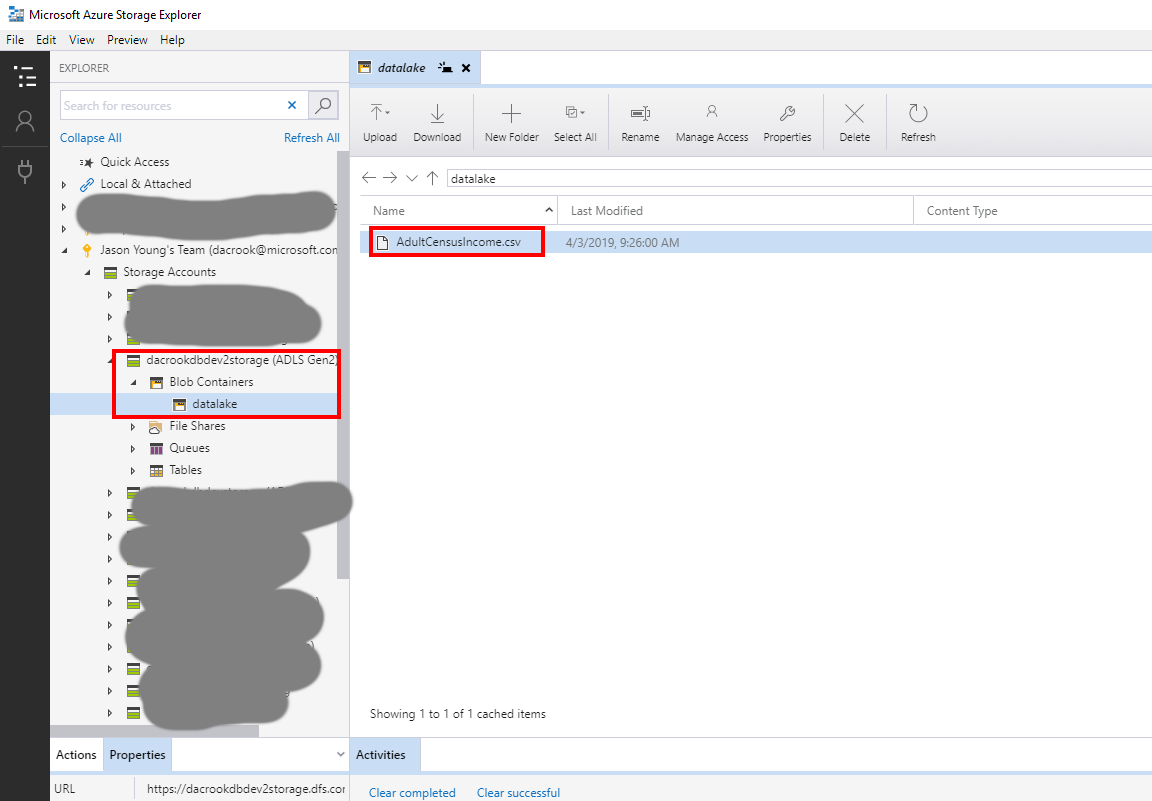 Microsoft Azure Storage Explorer
File Edit View Preview Help
EXPLORER
Search for resources
Collapse All Refresh All
Quick Access
Local & Attached
Jason Young's Team (dacrook@microsoft.com
Storage Accounts
dacrookdbdev2storage (ADLS Gen2)
Blob Containers
datalake
File Shares
Queues
Tables
Actions Properties
URL https://dacrookdbdev2storage.dfs.cor
datalake
Upload Download New Folder Select All Rename Manage Access Properties Delete Refresh
datalake
Name Last Modified Content Type
AdultCensusIncome.csv 4/3/2019, 9:26:00 AM
Showing 1 to 1 of 1 cached items
Activities
Clear completed Clear successful